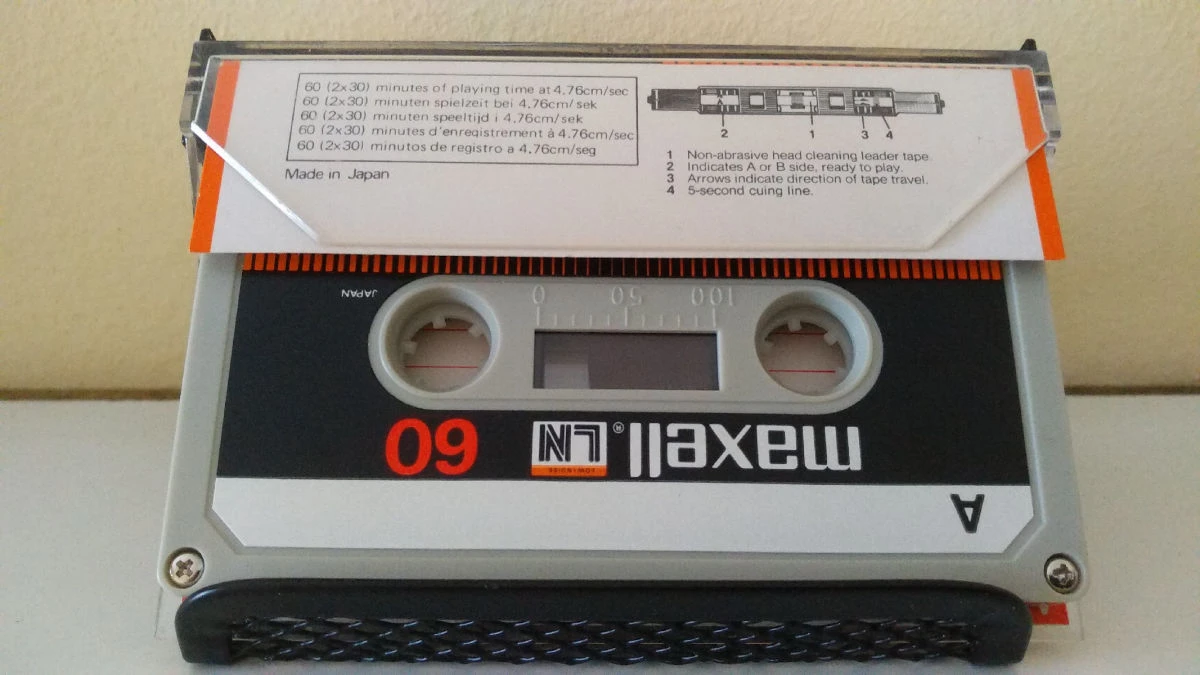 60 (2x30) minutes of playing time at 4.76cm/sec
60 (2x30) minuten spielzeit bei 4.76cm/sek
60 (2x30) minuten speeltijd i 4.76cm/sek
60 (2x30) minutes d'enregistrement à 4.76cm/sec
60 (2x30) minutos de registro a 4.76cm/seg
Made in Japan
2 1 3 4
1 Non-abrasive head cleaning leader tape.
2 Indicates A or B side, ready to play.
3 Arrows indicate direction of tape travel.
4 5-second cuing line.
A
maxell® LN 60
LOW NOISE
100 50 0
JAPAN